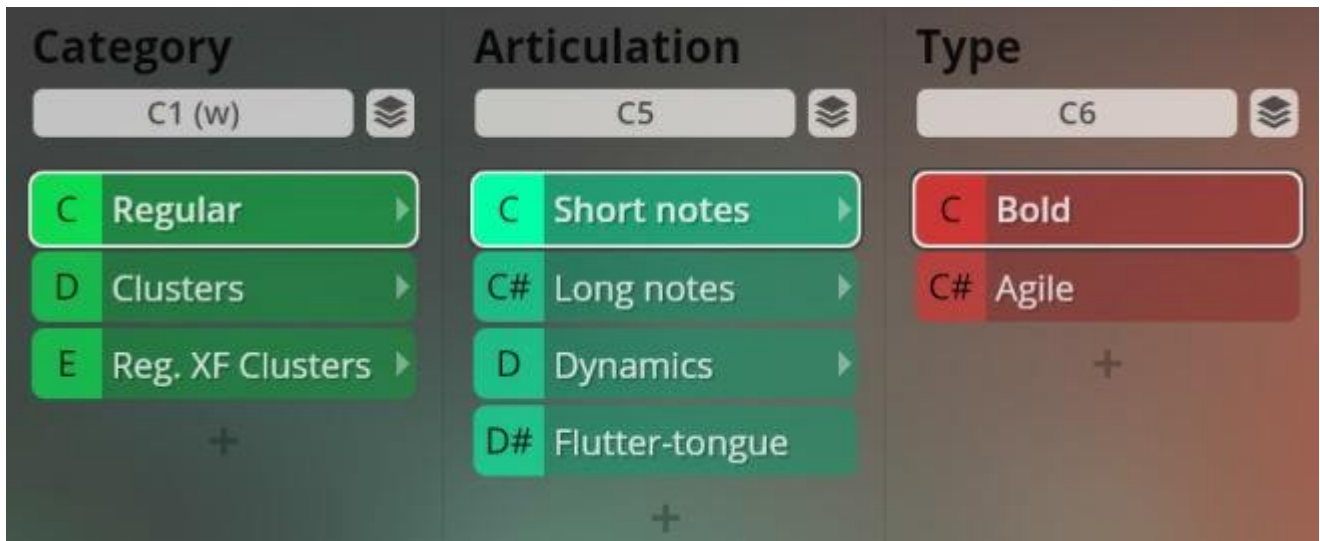 Category
Articulation
Type
C1 (w)
C5
C6
C Regular
C Short notes
C Bold
D Clusters
C# Long notes
C# Agile
E Reg. XF Clusters
D Dynamics
+
+
D# Flutter-tongue
+